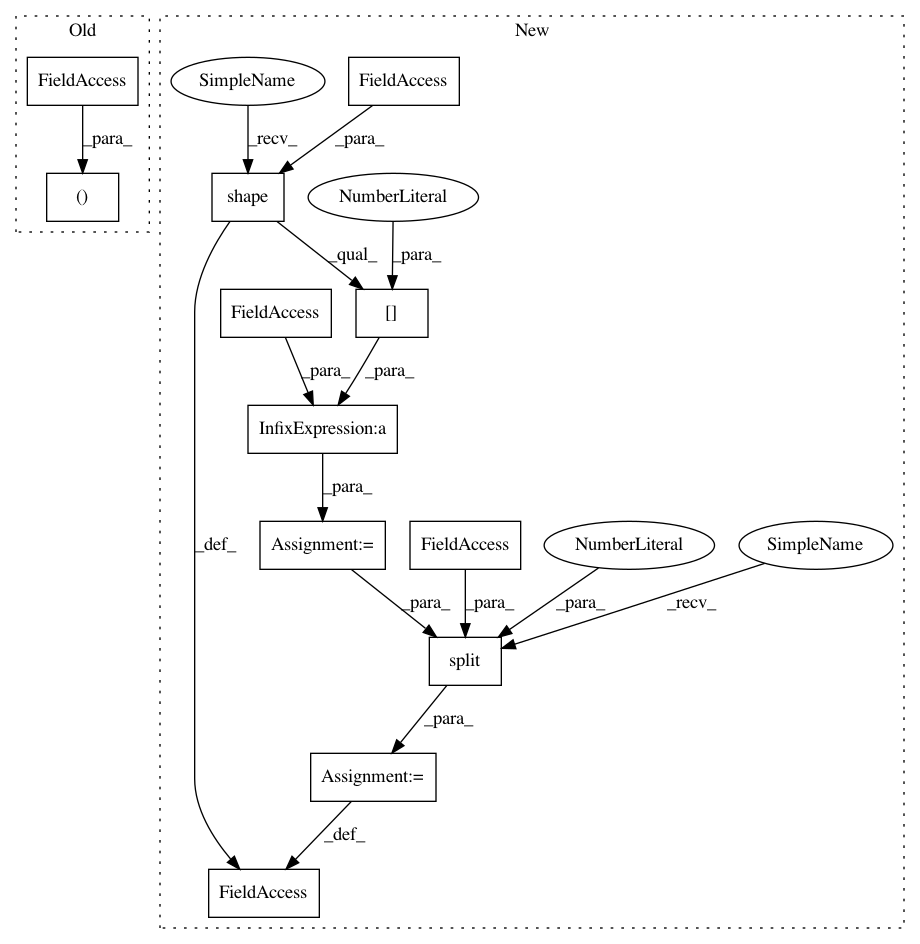 Old
New
FieldAccess
SimpleName
FieldAccess
_para_
_recv_
_para_
()
shape
NumberLiteral
_qual_
_para_
FieldAccess
[]
_para_
_para_
InfixExpression:a
_para_
_def_
Assignment:=
FieldAccess
NumberLiteral
SimpleName
_para_
_para_
_para_
_recv_
split
_para_
Assignment:=
_def_
FieldAccess